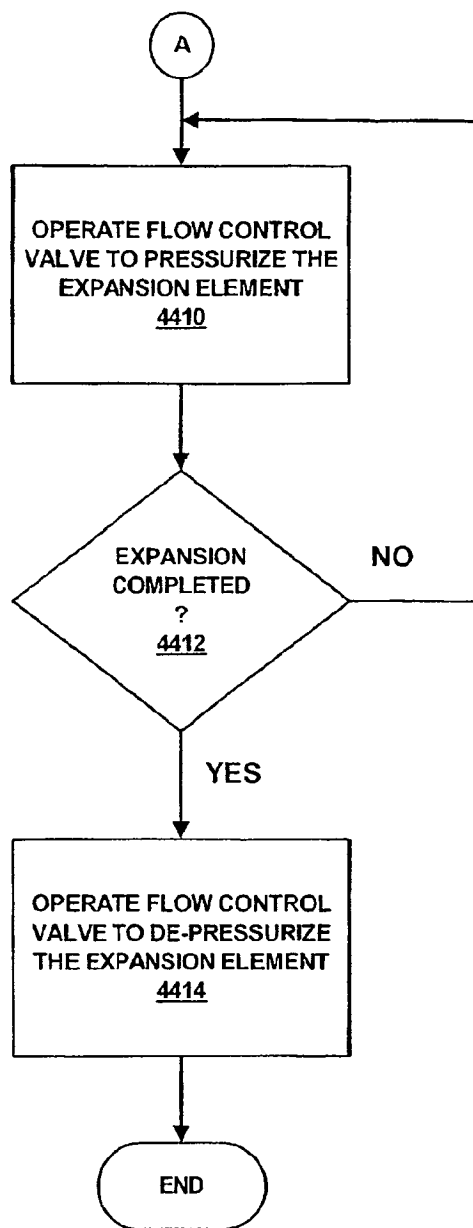 A
OPERATE FLOW CONTROL
VALVE TO PRESSURIZE THE
EXPANSION ELEMENT
4410
EXPANSION
COMPLETED
?
4412
NO
YES
OPERATE FLOW CONTROL
VALVE TO DE-PRESSURIZE
THE EXPANSION ELEMENT
4414
END